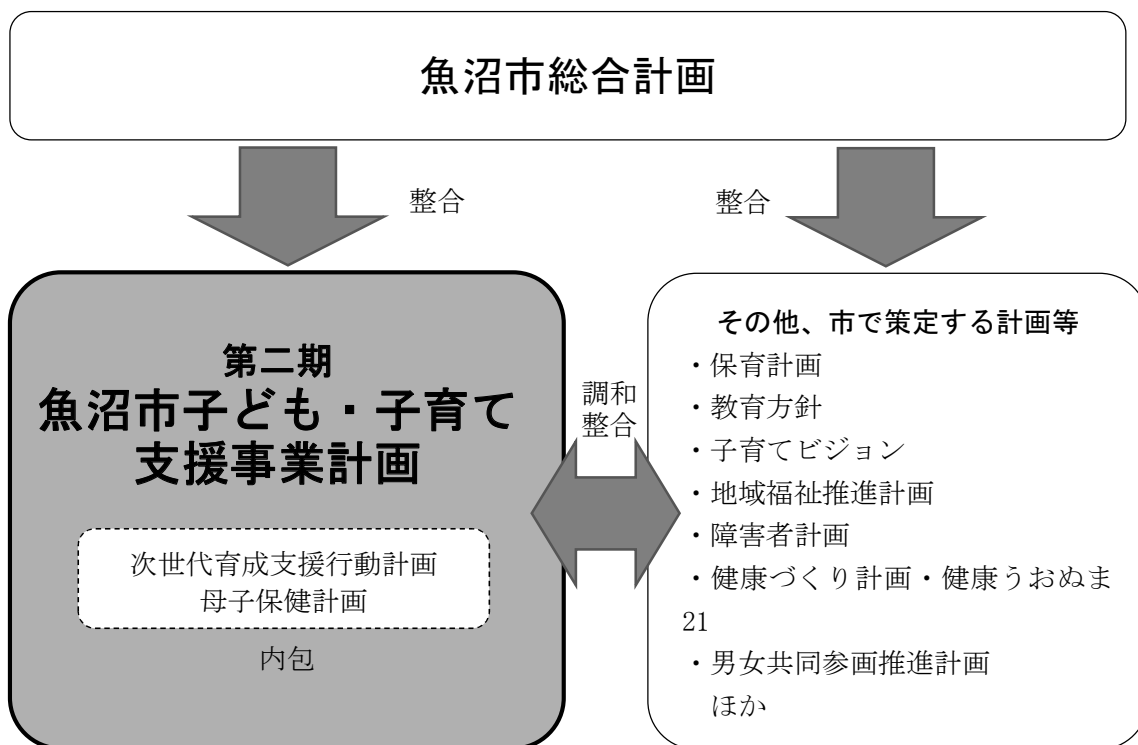 魚沼市総合計画
整合
整合
第二期
魚沼市子ども・子育て
支援事業計画
次世代育成支援行動計画
母子保健計画
内包
調和
整合
その他、市で策定する計画等
・保育計画
・教育方針
・子育てビジョン
・地域福祉推進計画
・障害者計画
・健康づくり計画・健康うおぬま
21
・男女共同参画推進計画
ほか